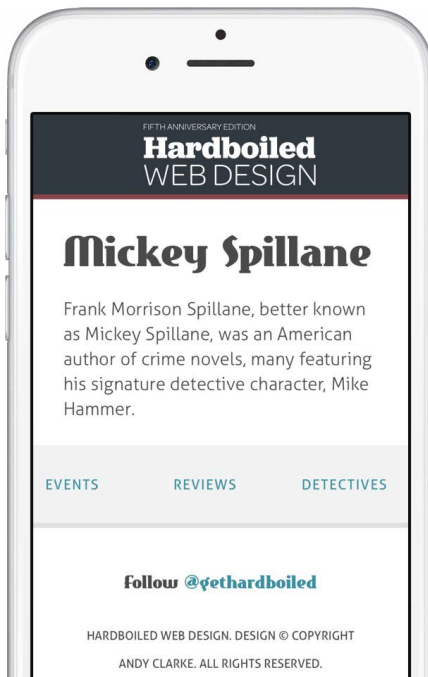 FIFTH ANNIVERSARY EDITION
Hardboiled
WEB DESIGN
Mickey Spillane
Frank Morrison Spillane, better known
as Mickey Spillane, was an American
author of crime novels, many featuring
his signature detective character, Mike
Hammer.
EVENTS REVIEWS DETECTIVES
Follow @gethardboiled
HARDBOILED WEB DESIGN. DESIGN © COPYRIGHT
ANDY CLARKE. ALL RIGHTS RESERVED.